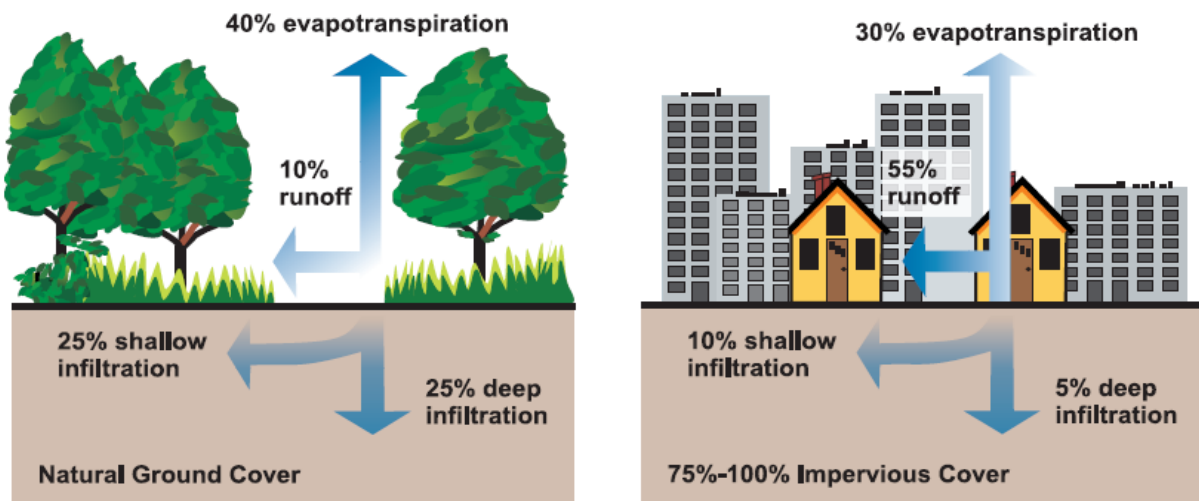 40% evapotranspiration
10%
runoff
25% shallow
infiltration
25% deep
infiltration
Natural Ground Cover
30% evapotranspiration
55%
runoff
10% shallow
infiltration
5% deep
infiltration
75%-100% Impervious Cover